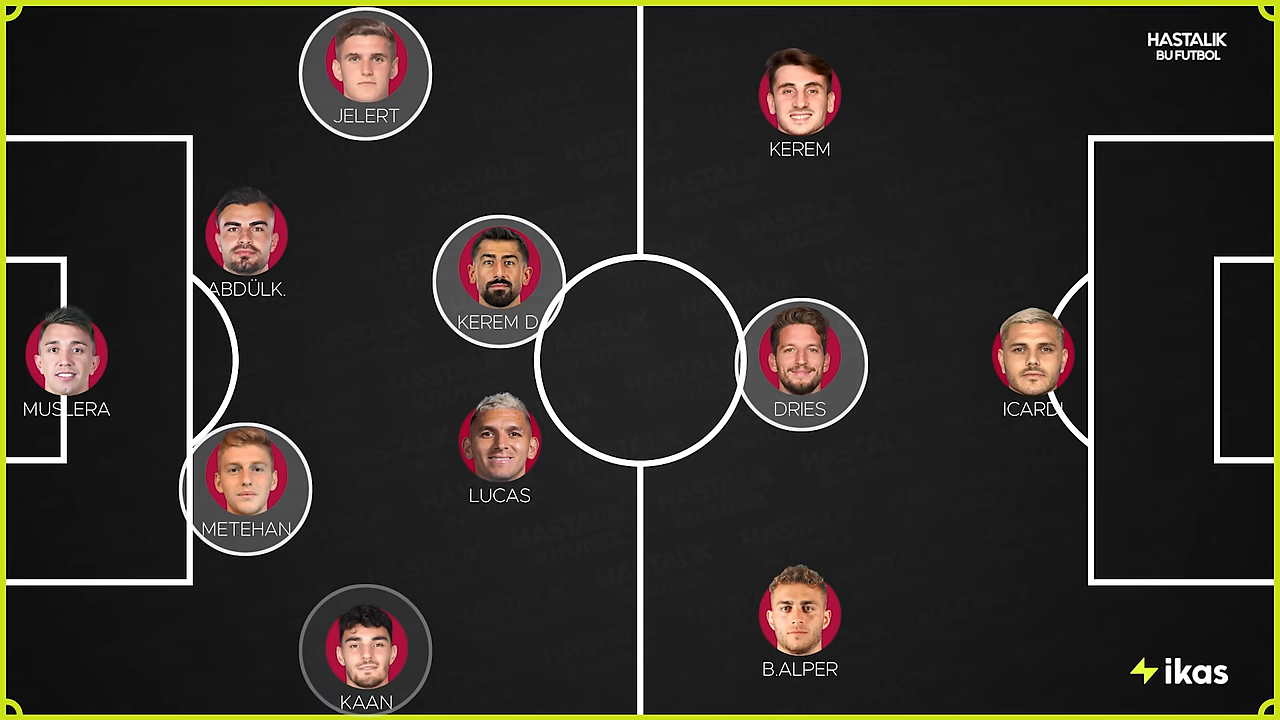 HASTALIK
BU FUTBOL
JELERT
KEREM
ABDÜLK.
KEREM D
MUSLERA
DRIES
ICARDI
LUCAS
METEHAN
B.ALPER
KAAN
ikas